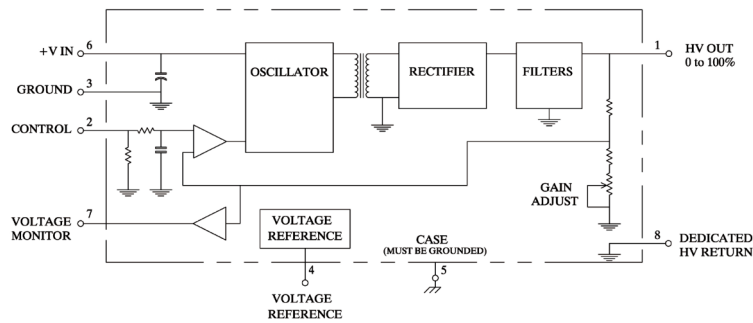 +V IN 6
OSCILLATOR
RECTIFIER
FILTERS
1 HV OUT
0 to 100%
GROUND 3
CONTROL 2
GAIN
ADJUST
VOLTAGE
MONITOR
7
VOLTAGE
REFERENCE
CASE
(MUST BE GROUNDED)
8 DEDICATED
HV RETURN
4
5
VOLTAGE
REFERENCE